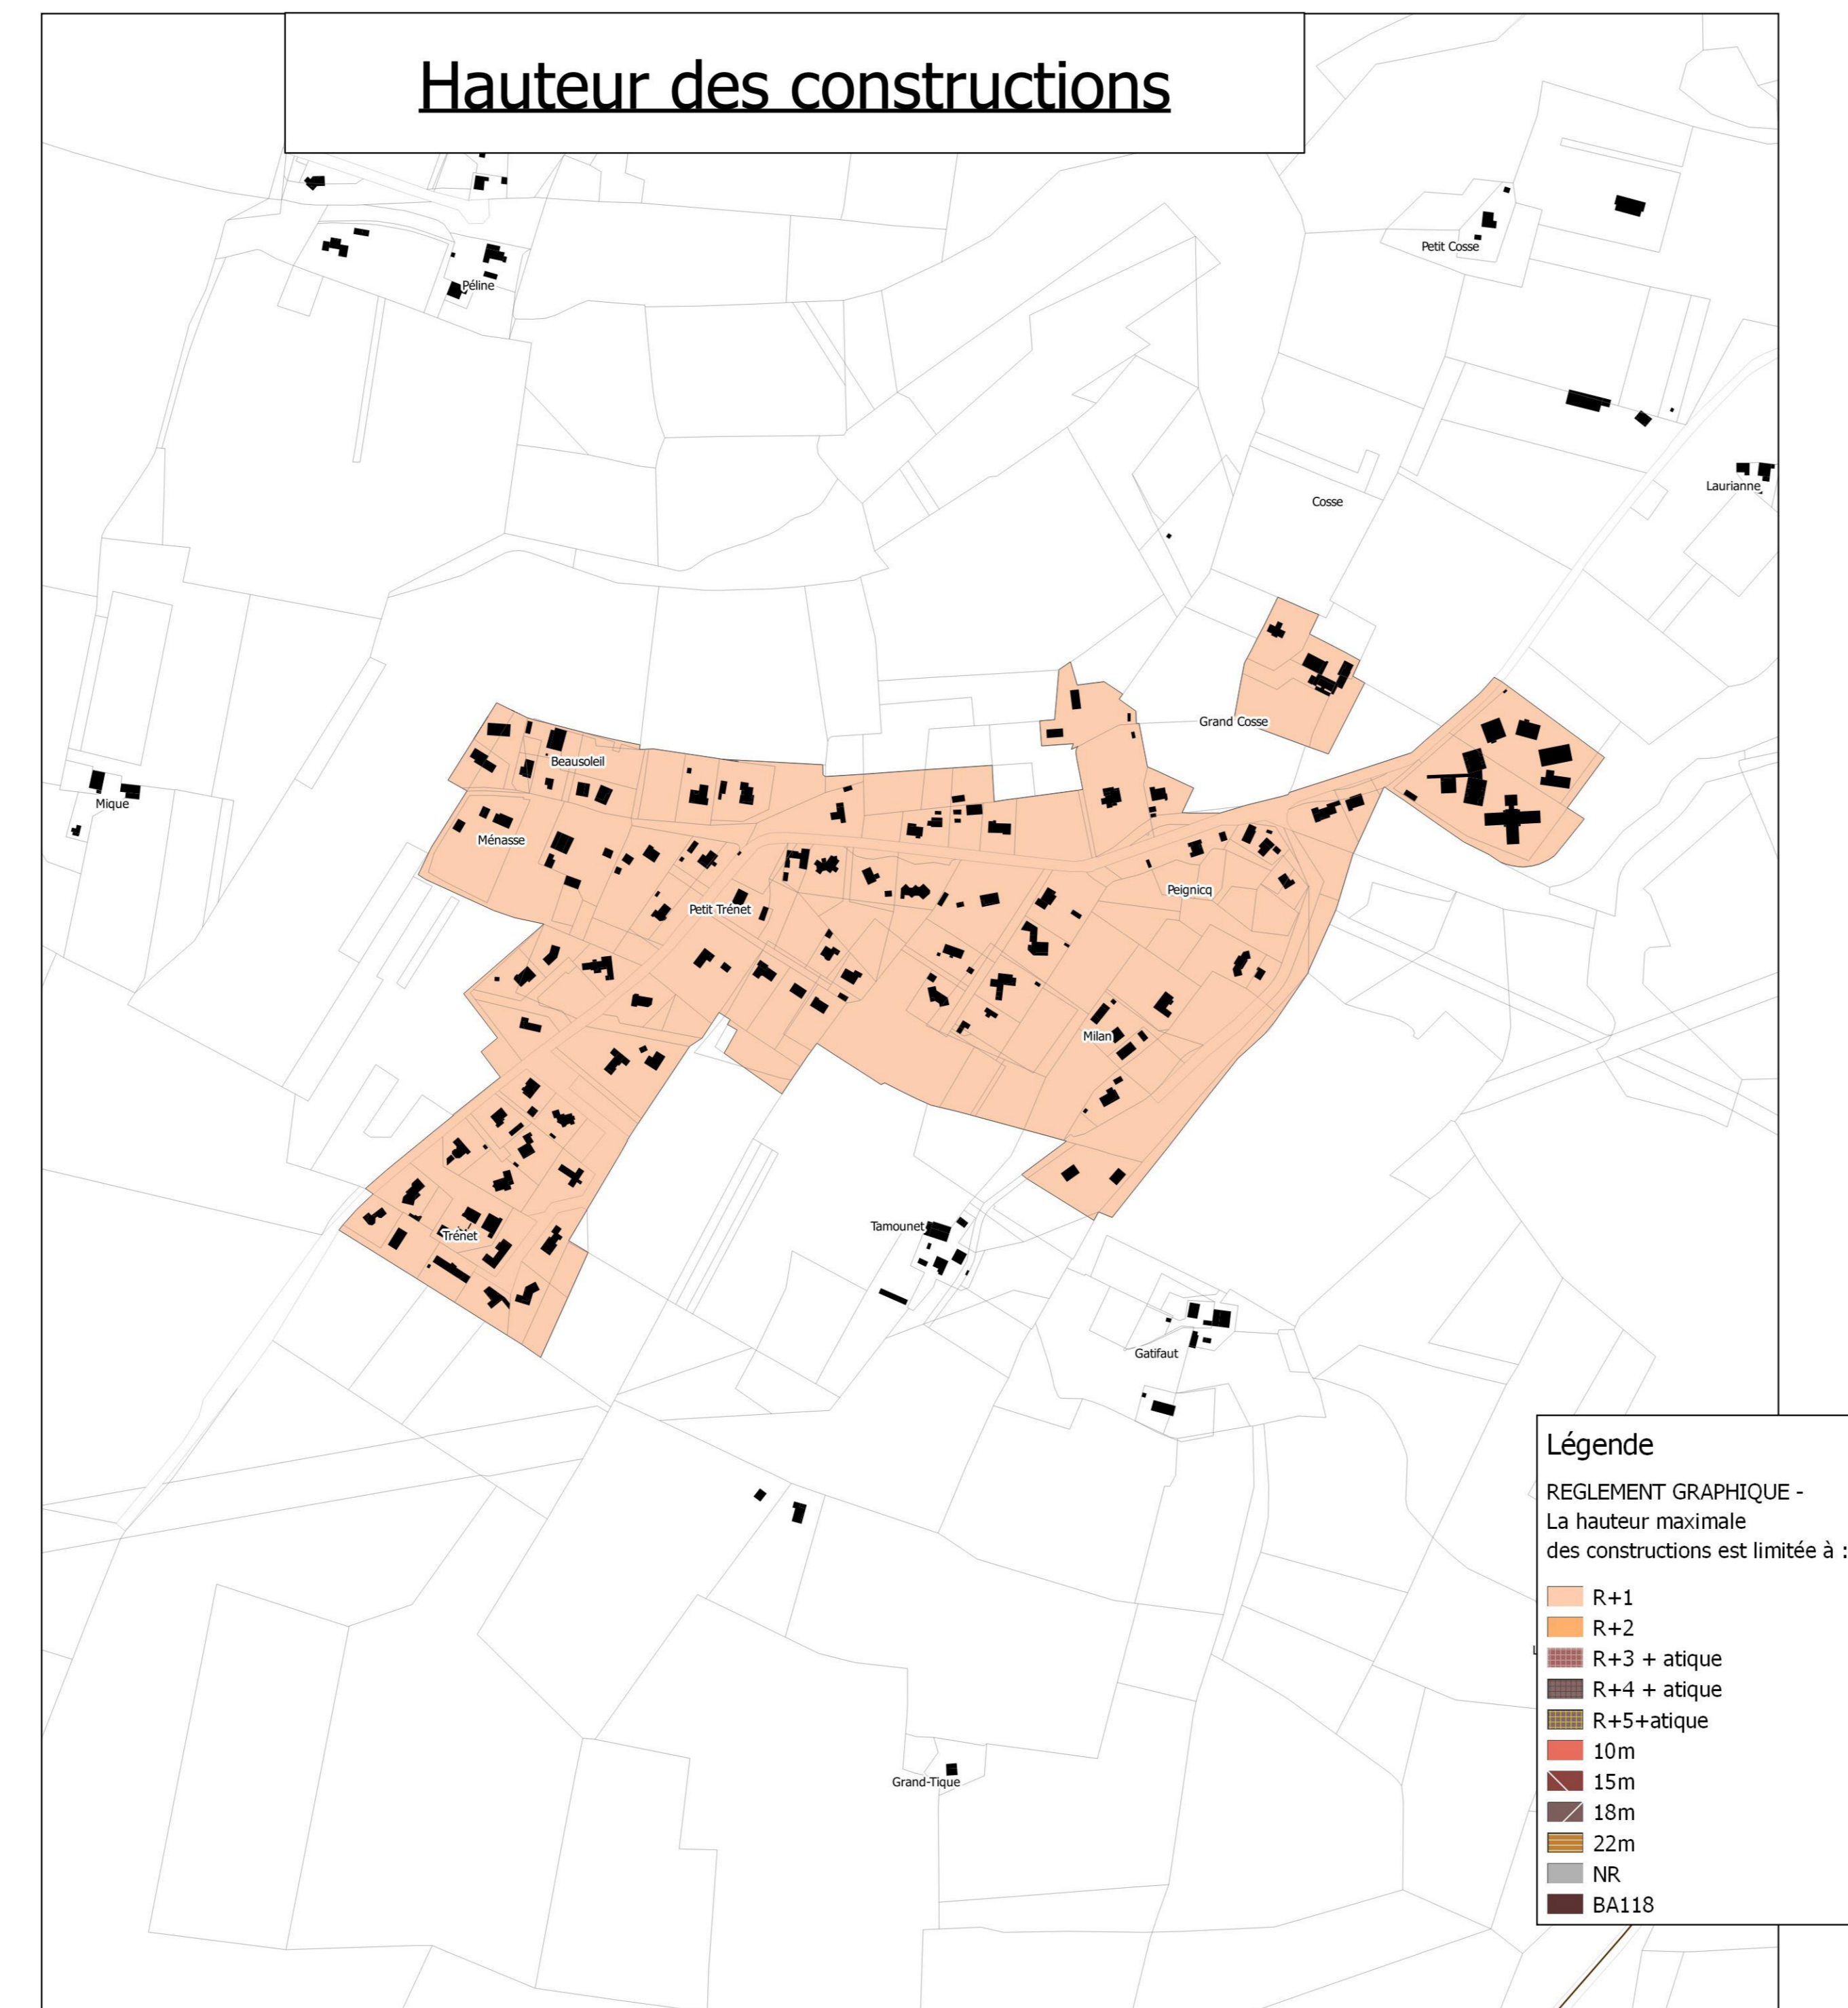 Hauteur des constructions
Petit Cosse
Péline
Laurianne
Cosse
Grand Cosse
Beausoleil
Mique
Ménasse
Peignicq
Petit Trénet
Milan
Tamounet
Trénet
Gatifaut
Grand-Tique
Légende
REGLEMENT GRAPHIQUE -
La hauteur maximale
des constructions est limitée à :
R+1
R+2
R+3 + atique
R+4 + atique
R+5+atique
10m
15m
18m
22m
NR
BA118